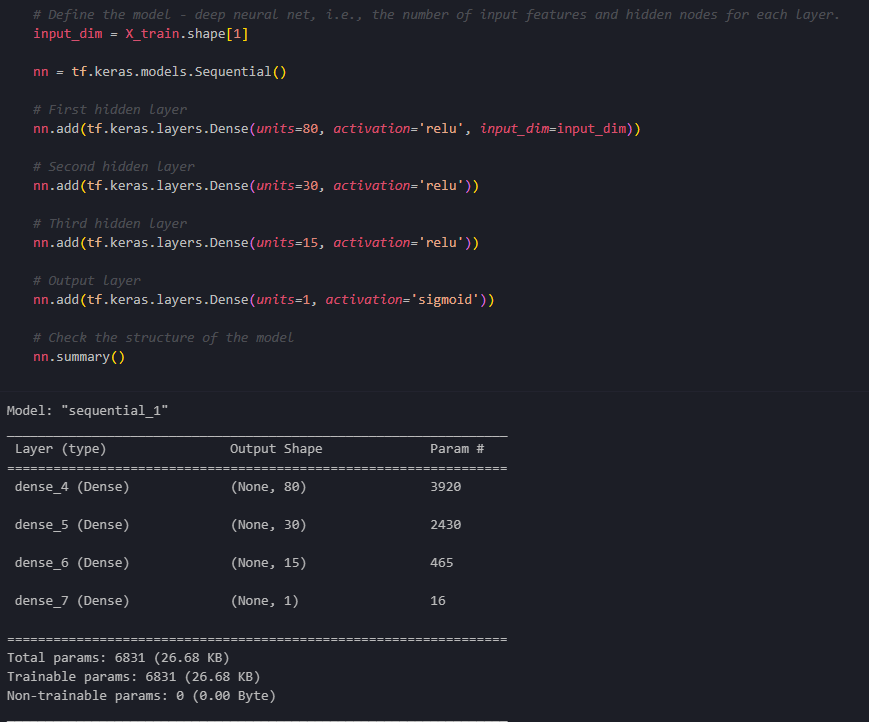 # Define the model - deep neural net, i.e., the number of input features and hidden nodes for each layer.
input_dim = X_train.shape[1]
nn = tf.keras.models.Sequential()
# First hidden layer
nn.add(tf.keras.layers.Dense(units=80, activation='relu', input_dim=input_dim))
# Second hidden layer
nn.add(tf.keras.layers.Dense(units=30, activation='relu'))
# Third hidden layer
nn.add(tf.keras.layers.Dense(units=15, activation='relu'))
# Output layer
nn.add(tf.keras.layers.Dense(units=1, activation='sigmoid'))
# Check the structure of the model
nn.summary()
Model: "sequential_1"
_________________________________________________________________
Layer (type) Output Shape Param #
=================================================================
dense_4 (Dense) (None, 80) 3920
dense_5 (Dense) (None, 30) 2430
dense_6 (Dense) (None, 15) 465
dense_7 (Dense) (None, 1) 16
=================================================================
Total params: 6831 (26.68 KB)
Trainable params: 6831 (26.68 KB)
Non-trainable params: 0 (0.00 Byte)
_________________________________________________________________